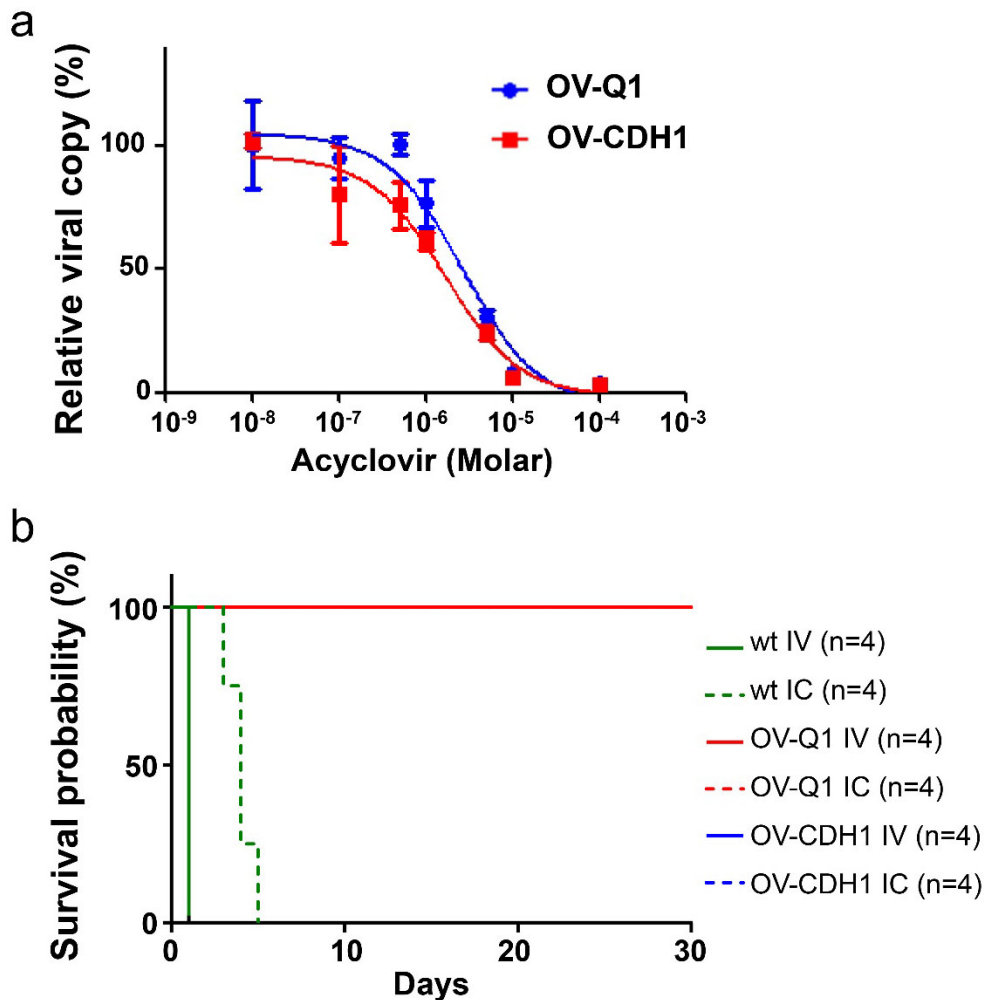 a
Relative viral copy (%)
OV-Q1
OV-CDH1
100
50
0
10-9
10-8
10-7
10-6
10-5
10-4
10-3
Acyclovir (Molar)
b
Survival probability (%)
100
50
0
0
10
20
30
Days
wt IV (n=4)
wt IC (n=4)
OV-Q1 IV (n=4)
OV-Q1 IC (n=4)
OV-CDH1 IV (n=4)
OV-CDH1 IC (n=4)